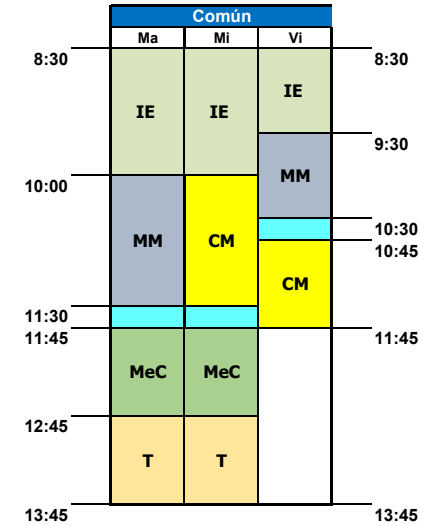 Común
Ma Mi Vi
8:30 8:30
IE IE IE
9:30
10:00
MM
MM CM
10:30
10:45
CM
11:30
11:45 11:45
MeC MeC
12:45
T T
13:45 13:45